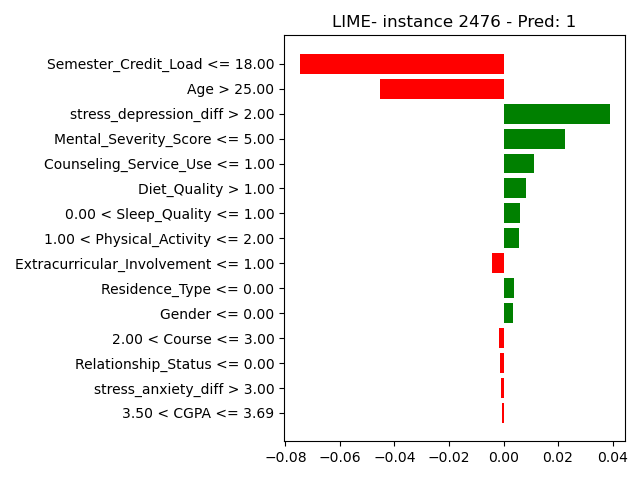 LIME- instance 2476 - Pred: 1
Semester_Credit_Load <= 18.00
Age > 25.00
stress_depression_diff > 2.00
Mental_Severity_Score <= 5.00
Counseling_Service_Use <= 1.00
Diet_Quality > 1.00
0.00 < Sleep_Quality <= 1.00
1.00 < Physical_Activity <= 2.00
Extracurricular_Involvement <= 1.00
Residence_Type <= 0.00
Gender <= 0.00
2.00 < Course <= 3.00
Relationship_Status <= 0.00
stress_anxiety_diff > 3.00
3.50 < CGPA <= 3.69
−0.08 −0.06 −0.04 −0.02 0.00 0.02 0.04